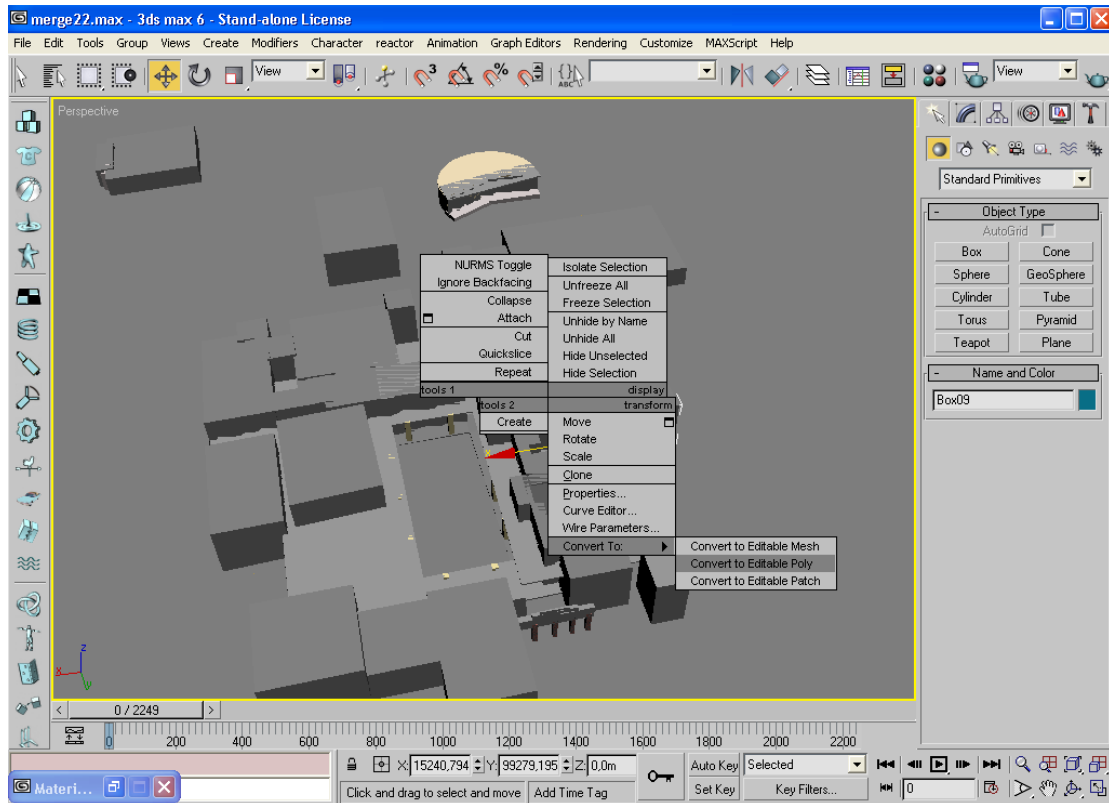 merge22.max - 3ds max 6 - Stand-alone License
File Edit Tools Group Views Create Modifiers Character reactor Animation Graph Editors Rendering Customize MAXScript Help
View
ABC
View
Perspective
Standard Primitives
- Object Type
AutoGrid
Box Cone
Sphere GeoSphere
Cylinder Tube
Torus Pyramid
Teapot Plane
- Name and Color
Box09
NURMS Toggle
Ignore Backfacing
Collapse
Attach
Cut
Quickslice
Repeat
tools 1
Isolate Selection
Unfreeze All
Freeze Selection
Unhide by Name
Unhide All
Hide Unselected
Hide Selection
display
tools 2
Create
transform
Move
Rotate
Scale
Clone
Properties...
Curve Editor...
Wire Parameters...
Convert To:
Convert to Editable Mesh
Convert to Editable Poly
Convert to Editable Patch
x
z
x
y
< 0 / 2249 >
0 200 400 600 800 1000 1200 1400 1600 1800 2000 2200
X: 15240,794 Y: 99279,195 Z: 0,0m
Auto Key Selected
Click and drag to select and move Add Time Tag
Set Key Key Filters...
0
Materi...